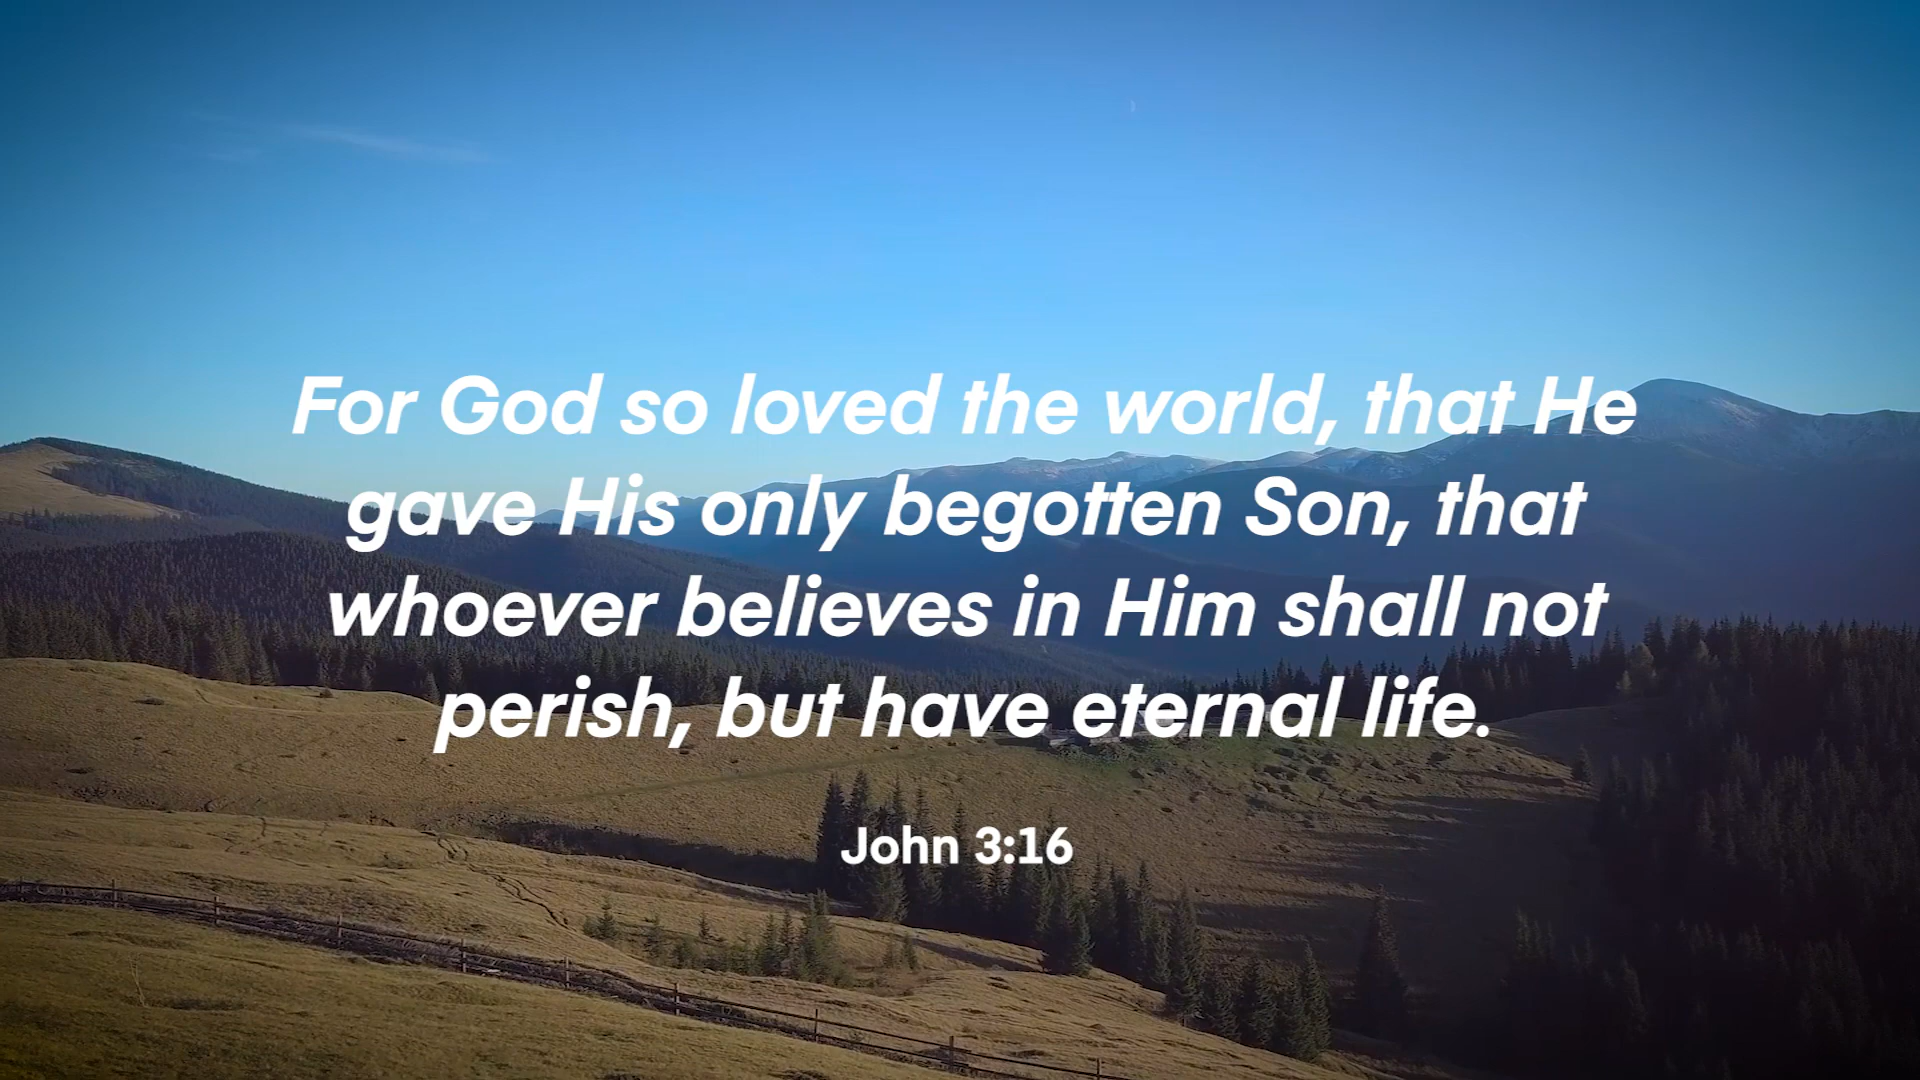 For God so loved the world, that He
gave His only begotten Son, that
whoever believes in Him shall not
perish, but have eternal life.
John 3:16